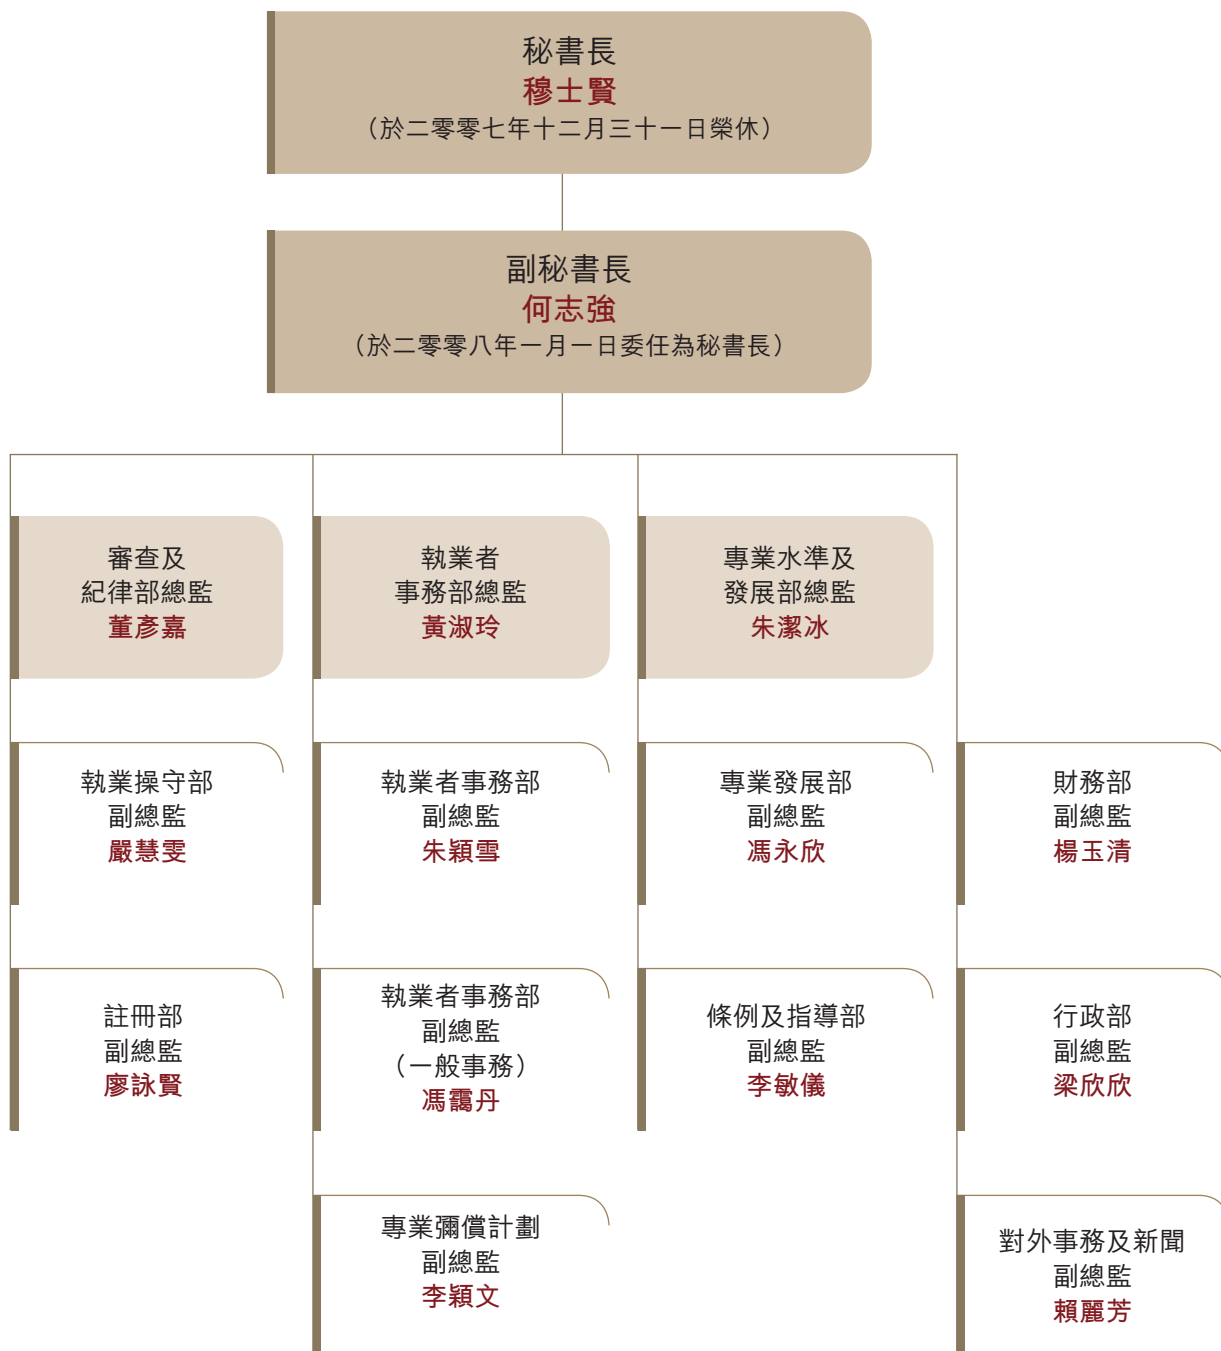 秘書長
穆士賢
（於二零零七年十二月三十一日榮休）
副秘書長
何志強
（於二零零八年一月一日委任為秘書長）
審查及
紀律部總監
董彥嘉
執業者
事務部總監
黃淑玲
專業水準及
發展部總監
朱潔冰
執業操守部
副總監
嚴慧雯
執業者事務部
副總監
朱穎雪
專業發展部
副總監
馮永欣
財務部
副總監
楊玉清
註冊部
副總監
廖詠賢
執業者事務部
副總監
（一般事務）
馮靄丹
條例及指導部
副總監
李敏儀
行政部
副總監
梁欣欣
專業彌償計劃
副總監
李穎文
對外事務及新聞
副總監
賴麗芳